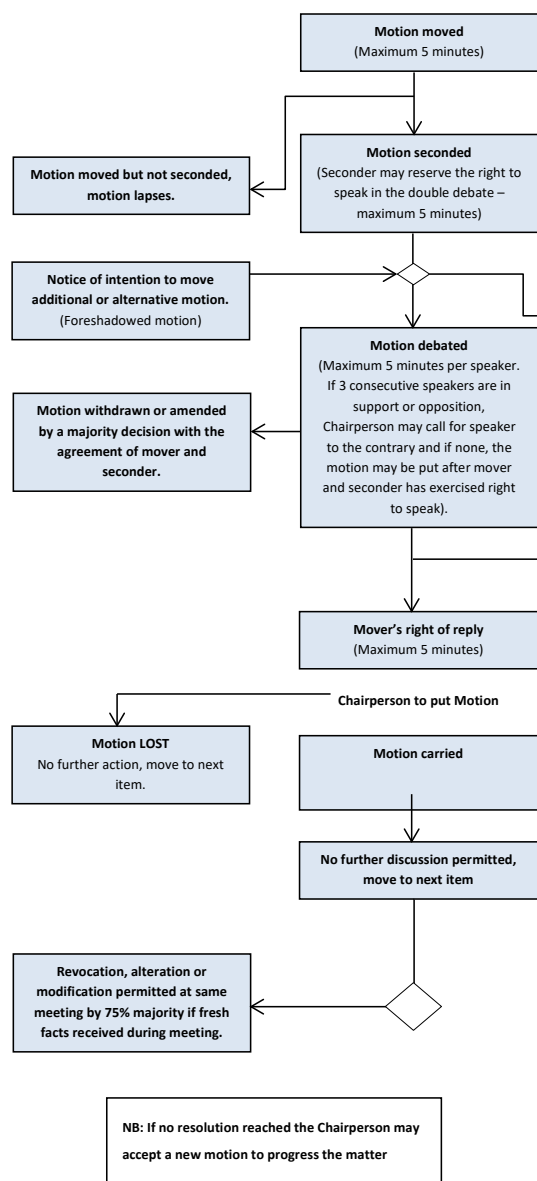 Motion moved
(Maximum 5 minutes)
Motion seconded
(Seconder may reserve the right to
speak in the double debate –
maximum 5 minutes)
Motion moved but not seconded,
motion lapses.
Notice of intention to move
additional or alternative motion.
(Foreshadowed motion)
Motion debated
(Maximum 5 minutes per speaker.
If 3 consecutive speakers are in
support or opposition,
Chairperson may call for speaker
to the contrary and if none, the
motion may be put after mover
and seconder has exercised right
to speak).
Motion withdrawn or amended
by a majority decision with the
agreement of mover and
seconder.
Mover’s right of reply
(Maximum 5 minutes)
Chairperson to put Motion
Motion LOST
No further action, move to next
item.
Motion carried
No further discussion permitted,
move to next item
Revocation, alteration or
modification permitted at same
meeting by 75% majority if fresh
facts received during meeting.
NB: If no resolution reached the Chairperson may
accept a new motion to progress the matter